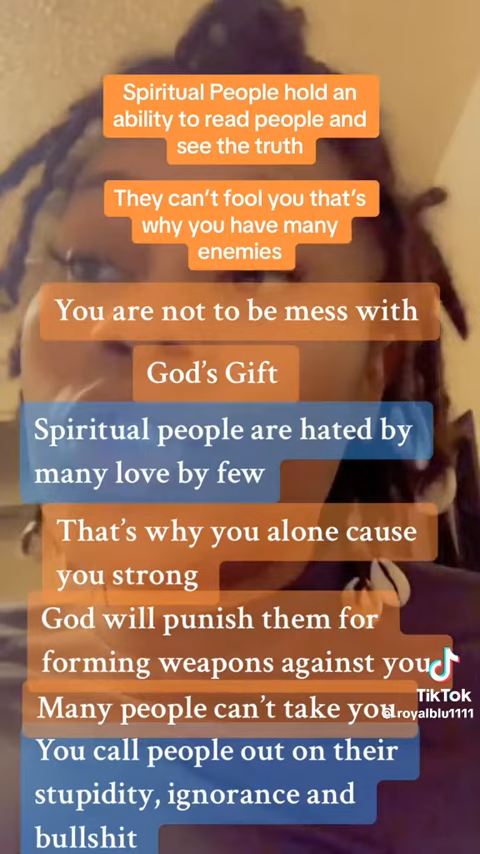 Spiritual People hold an
ability to read people and
see the truth
They can't fool you that's
why you have many
enemies
You are not to be mess with
God's Gift
Spiritual people are hated by
many love by few
That's why you alone cause
you strong
God will punish them for
forming weapons against you
Many people can't take you
You call people out on their
stupidity, ignorance and
bullshit
TikTok
@.royalblu1111